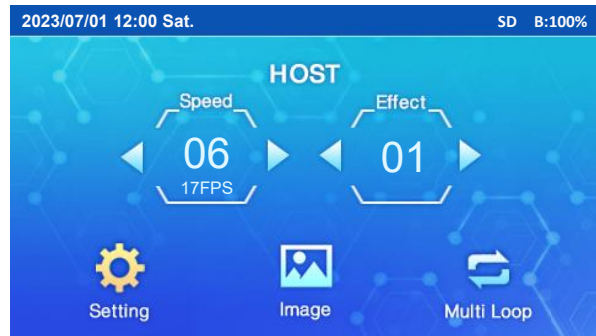 2023/07/01 12:00 Sat. SD B:100%
HOST
Speed Effect
06 01
17FPS
Setting Image Multi Loop